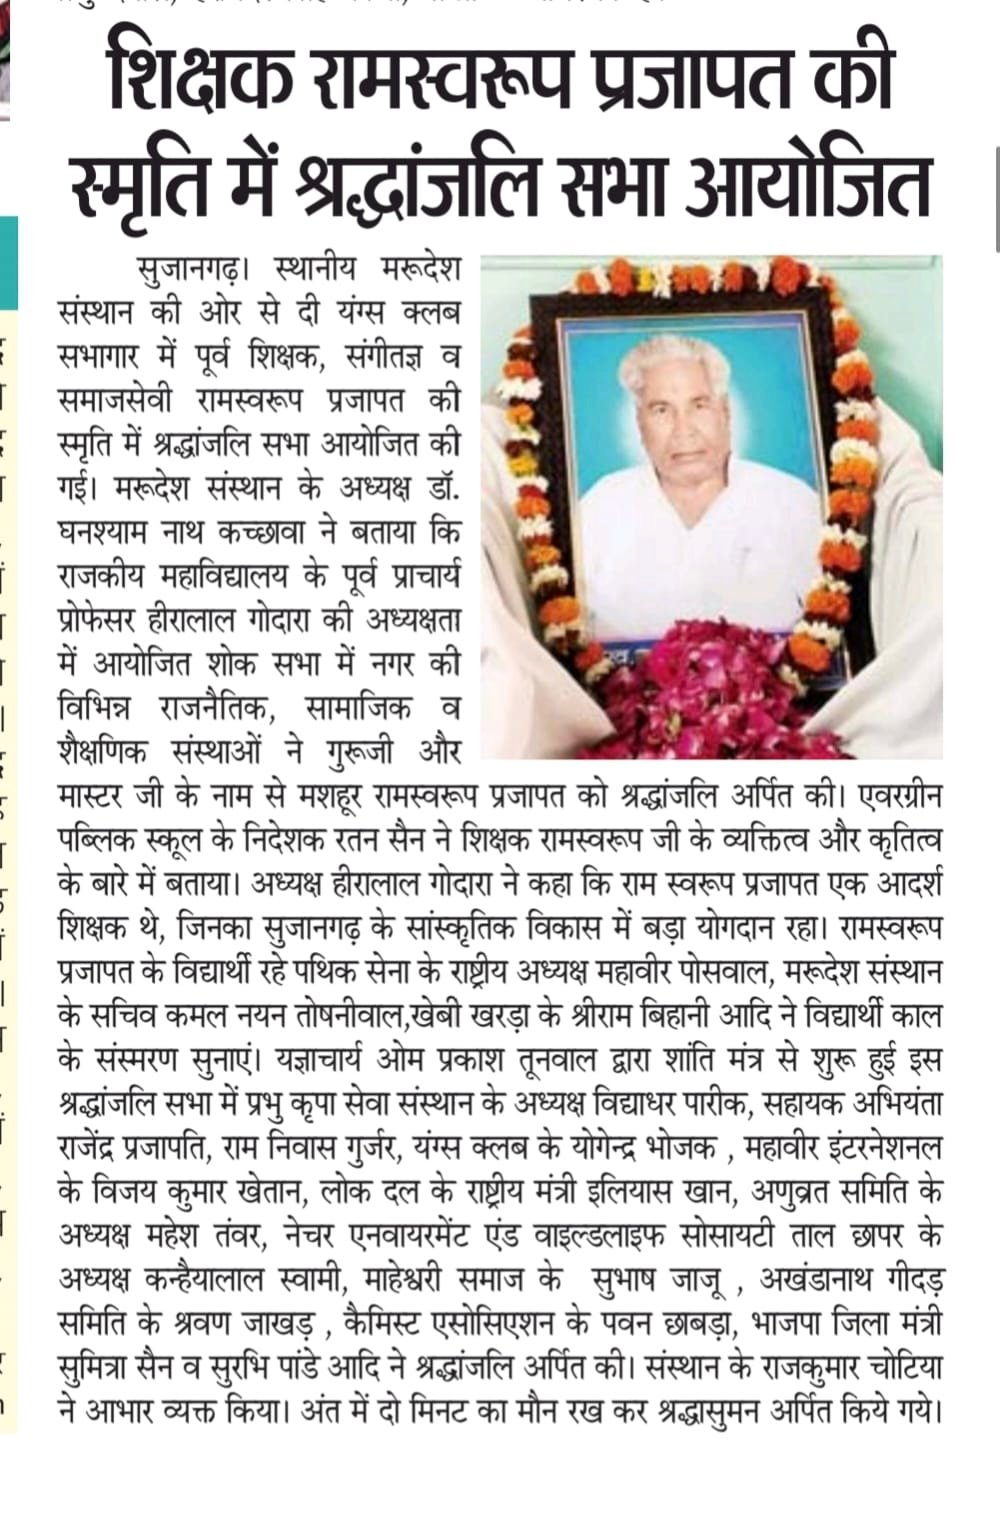 शिक्षक रामस्वरूप प्रजापत की
स्मृति में श्रद्धांजलि सभा आयोजित
सुजानगढ़। स्थानीय मरूदेश
संस्थान की ओर से दी यंग्स क्लब
सभागार में पूर्व शिक्षक, संगीतज्ञ व
समाजसेवी रामस्वरूप प्रजापत की
स्मृति में श्रद्धांजलि सभा आयोजित की
गई। मरूदेश संस्थान के अध्यक्ष डॉ.
घनश्याम नाथ कच्छावा ने बताया कि
राजकीय महाविद्यालय के पूर्व प्राचार्य
प्रोफेसर हीरालाल गोदारा की अध्यक्षता
में आयोजित शोक सभा में नगर की
विभिन्न राजनैतिक, सामाजिक व
शैक्षणिक संस्थाओं ने गुरूजी और
मास्टर जी के नाम से मशहूर रामस्वरूप प्रजापत को श्रद्धांजलि अर्पित की। एवरग्रीन
पब्लिक स्कूल के निदेशक रतन सैन ने शिक्षक रामस्वरूप जी के व्यक्तित्व और कृतित्व
के बारे में बताया। अध्यक्ष हीरालाल गोदारा ने कहा कि राम स्वरूप प्रजापत एक आदर्श
शिक्षक थे, जिनका सुजानगढ़ के सांस्कृतिक विकास में बड़ा योगदान रहा। रामस्वरूप
प्रजापत के विद्यार्थी रहे पथिक सेना के राष्ट्रीय अध्यक्ष महावीर पोसवाल, मरूदेश संस्थान
के सचिव कमल नयन तोषनीवाल,खेबी खरड़ा के श्रीराम बिहानी आदि ने विद्यार्थी काल
के संस्मरण सुनाएं। यज्ञाचार्य ओम प्रकाश तूनवाल द्वारा शांति मंत्र से शुरू हुई इस
श्रद्धांजलि सभा में प्रभु कृपा सेवा संस्थान के अध्यक्ष विद्याधर पारीक, सहायक अभियंता
राजेंद्र प्रजापति, राम निवास गुर्जर, यंग्स क्लब के योगेन्द्र भोजक , महावीर इंटरनेशनल
के विजय कुमार खेतान, लोक दल के राष्ट्रीय मंत्री इलियास खान, अणुव्रत समिति के
अध्यक्ष महेश तंवर, नेचर एनवायरमेंट एंड वाइल्डलाइफ सोसायटी ताल छापर के
अध्यक्ष कन्हैयालाल स्वामी, माहेश्वरी समाज के सुभाष जाजू , अखंडानाथ गीदड़
समिति के श्रवण जाखड़ , कैमिस्ट एसोसिएशन के पवन छाबड़ा, भाजपा जिला मंत्री
सुमित्रा सैन व सुरभि पांडे आदि ने श्रद्धांजलि अर्पित की। संस्थान के राजकुमार चोटिया
ने आभार व्यक्त किया। अंत में दो मिनट का मौन रख कर श्रद्धासुमन अर्पित किये गये।